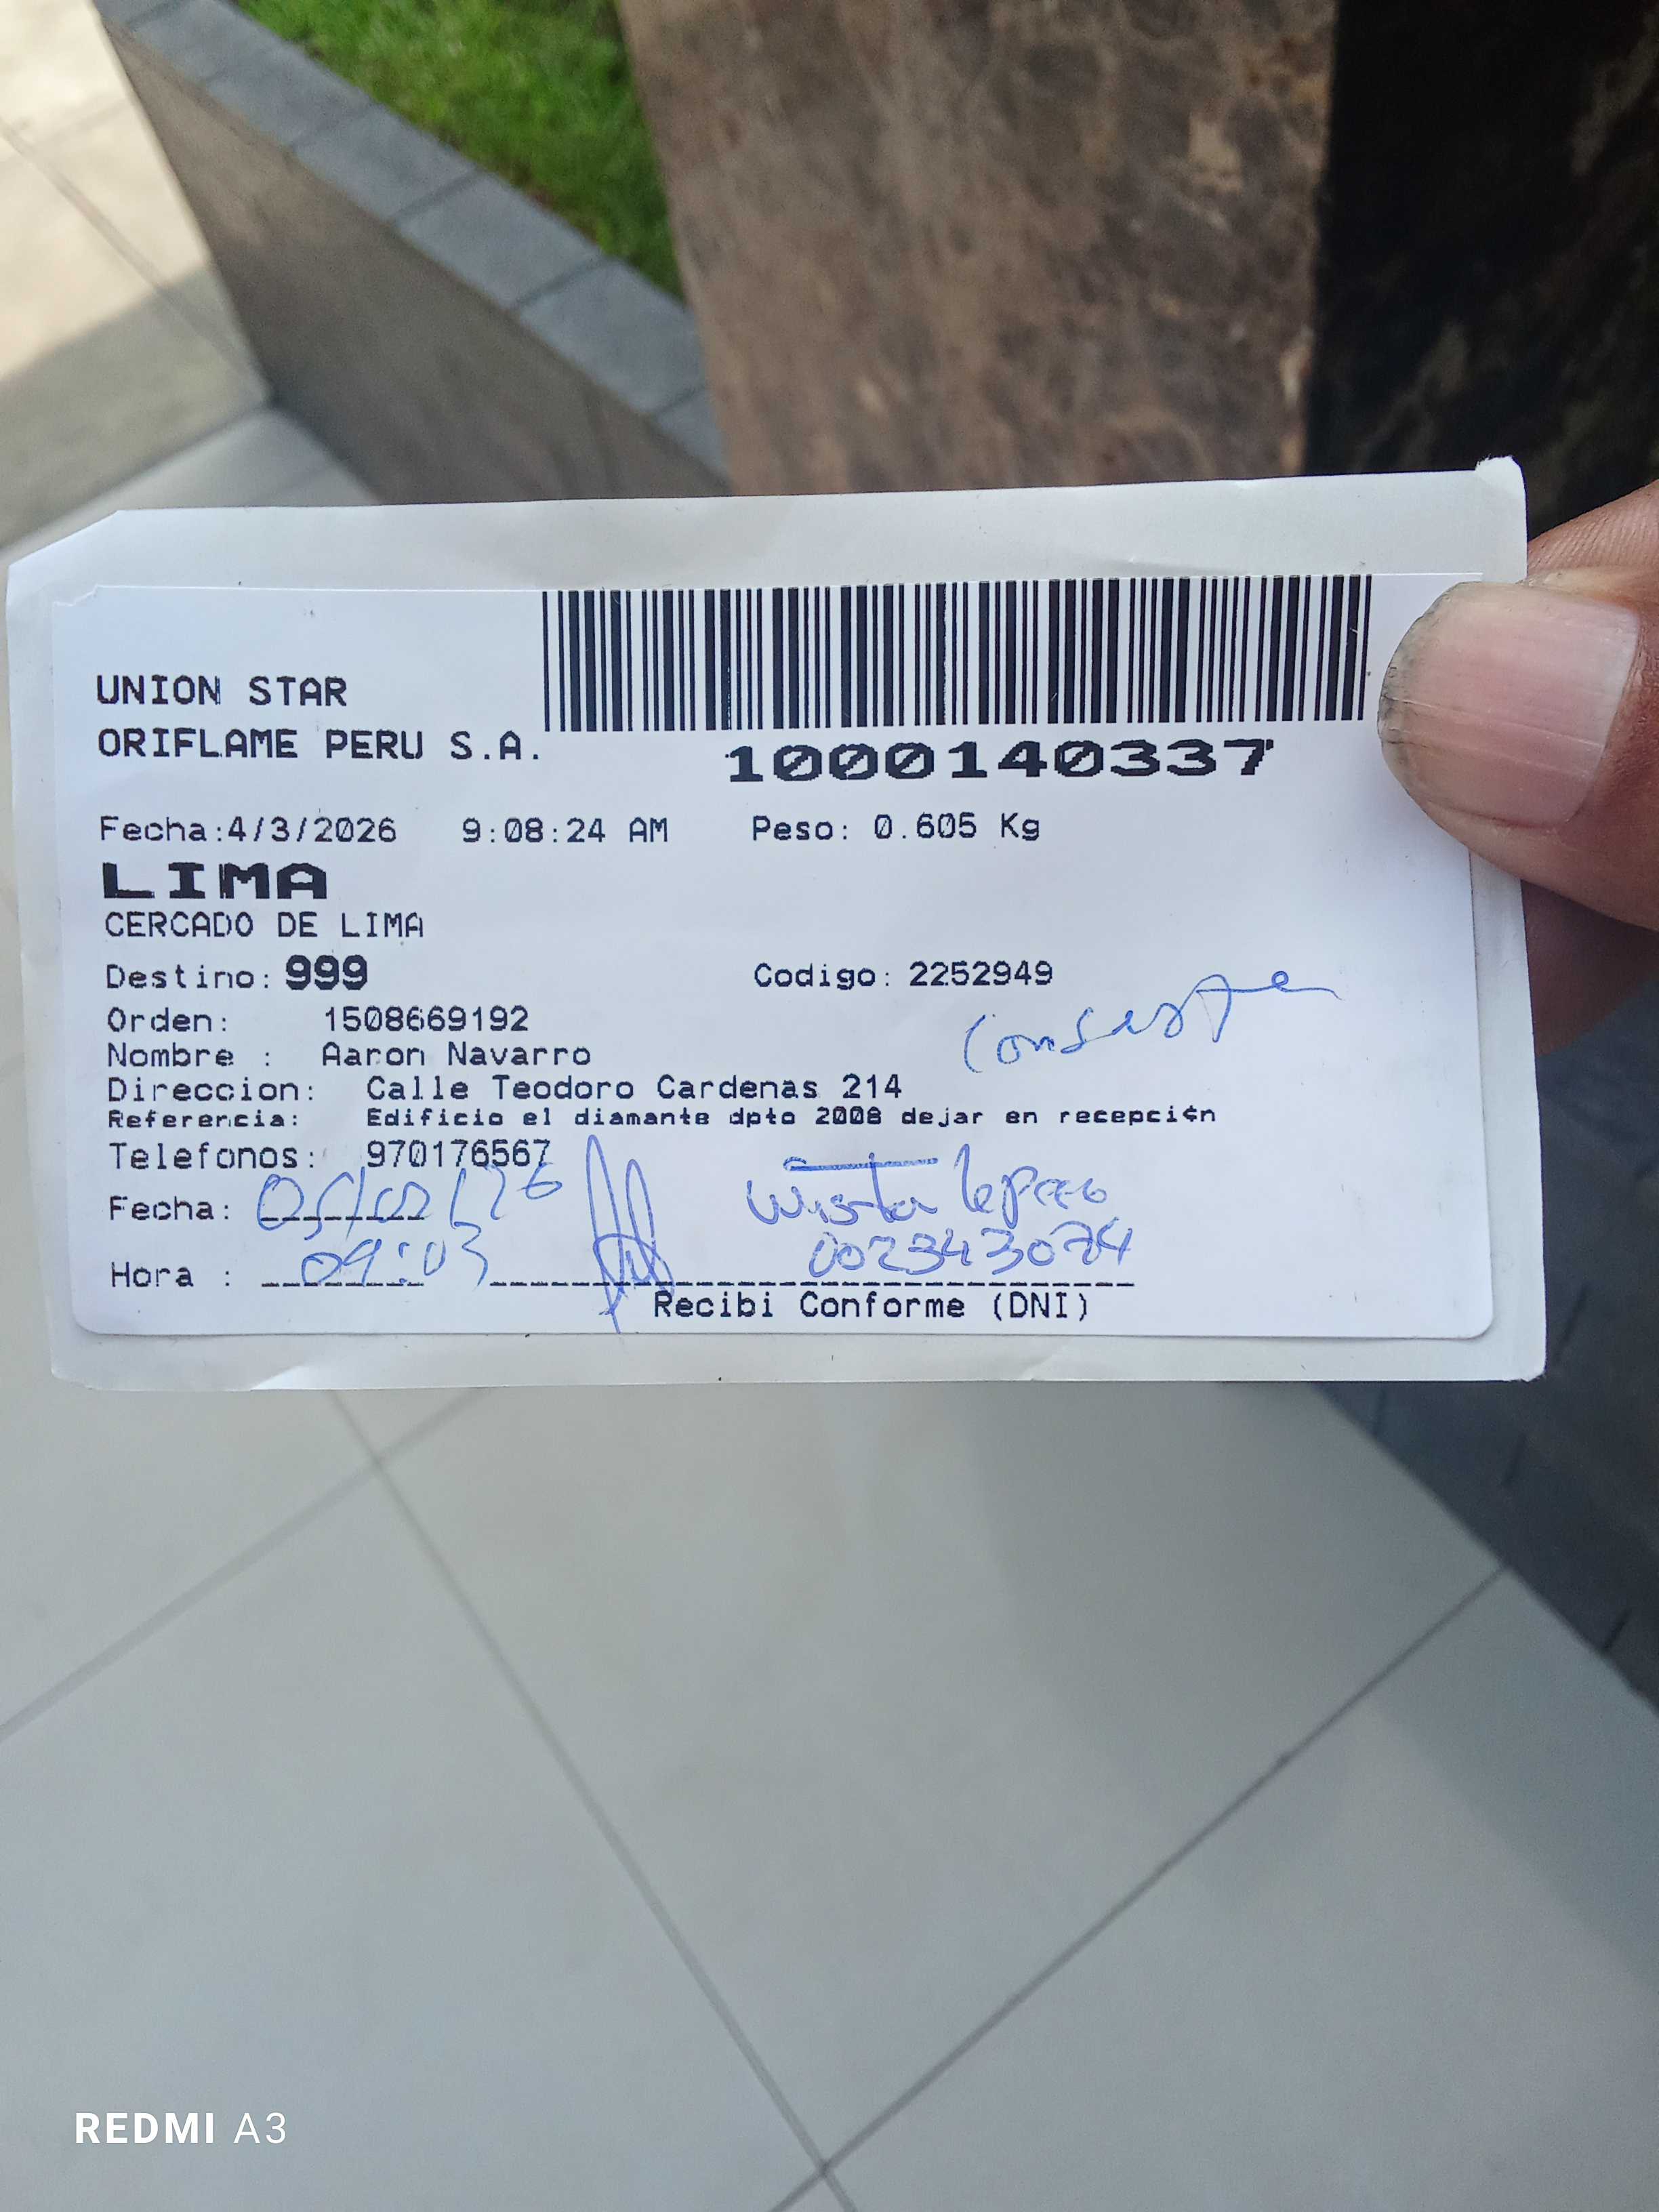 UNION STAR
ORIFLAME PERU S.A.
1000140337
Fecha:4/3/2026 9:08:24 AM Peso: 0.605 Kg
LIMA
CERCADO DE LIMA
Destino: 999 Codigo: 2252949
Orden: 1508669192
Nombre : Aaron Navarro
Direccion: Calle Teodoro Cardenas 214
Referencia: Edificio el diamante dpto 2008 dejar en recepci¢n
Telefonos: 970176567
Fecha:
Hora : 09:03
Recibi Conforme (DNI)
REDMI A3